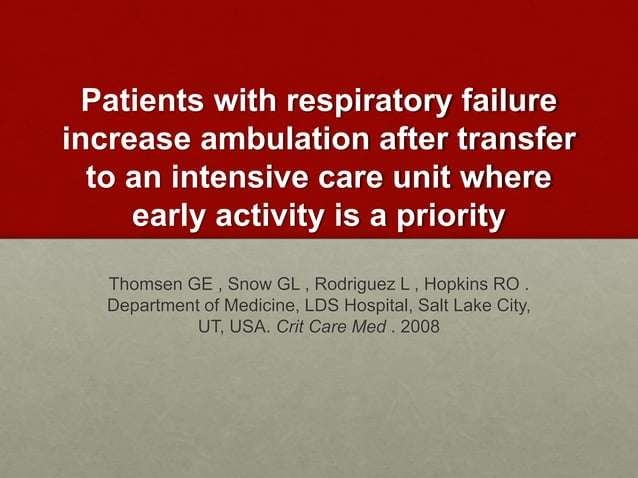 Patients with respiratory failure
increase ambulation after transfer
to an intensive care unit where
early activity is a priority
Thomsen GE , Snow GL , Rodriguez L , Hopkins RO .
Department of Medicine, LDS Hospital, Salt Lake City,
UT, USA. Crit Care Med . 2008